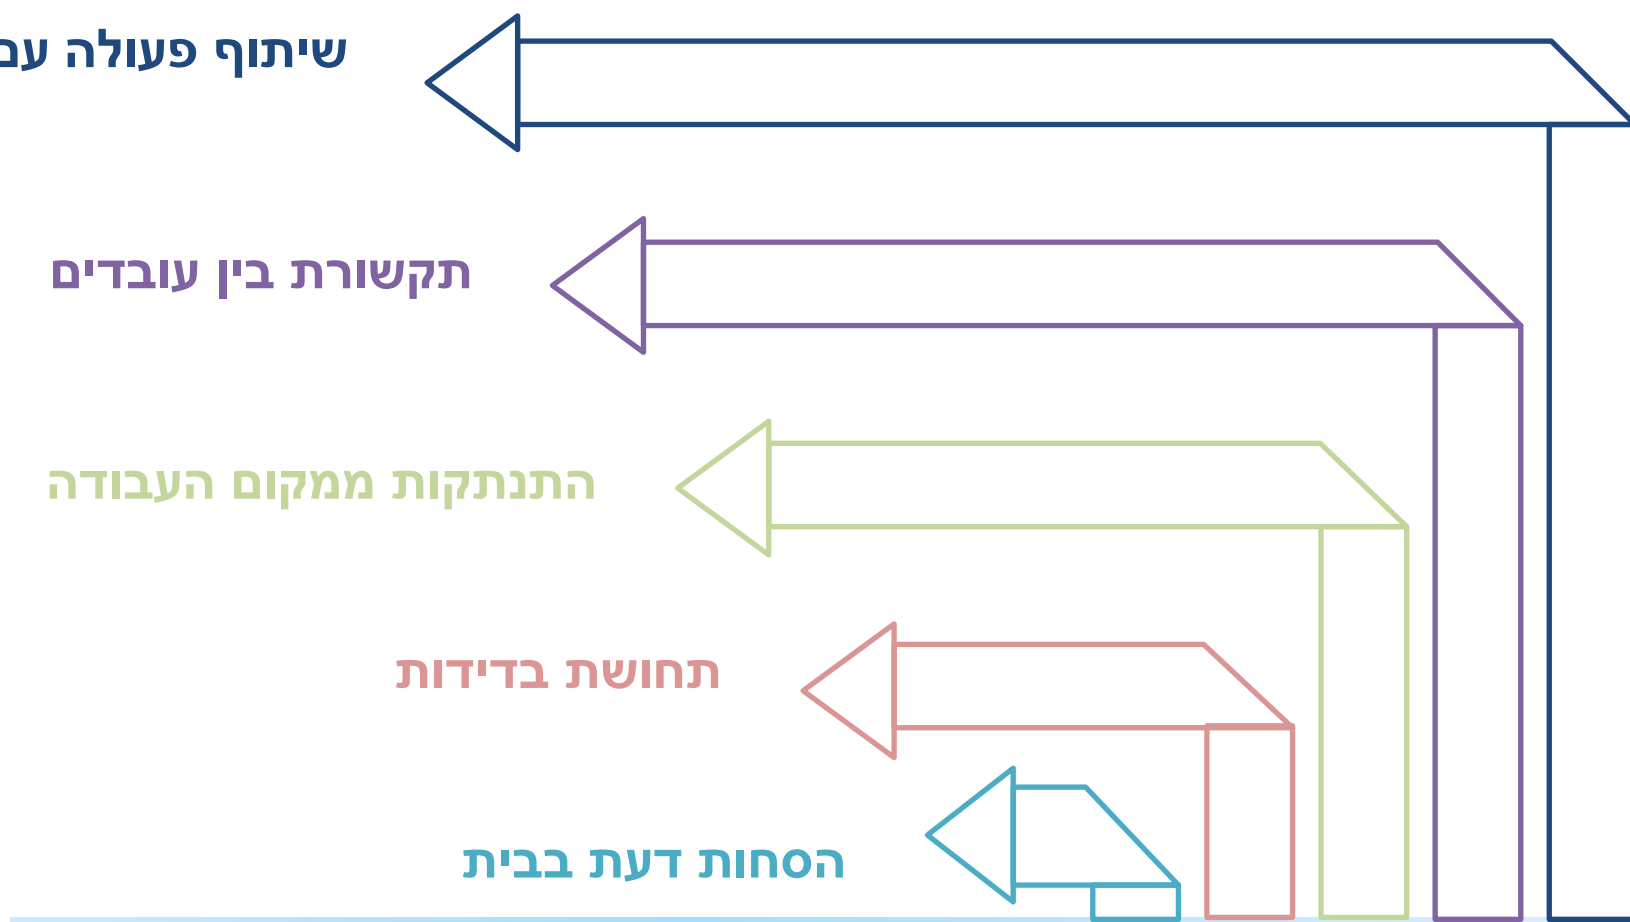 שיתוף פעולה עם
תקשורת בין עובדים
התנתקות ממקום העבודה
תחושת בדידות
הסחות דעת בבית